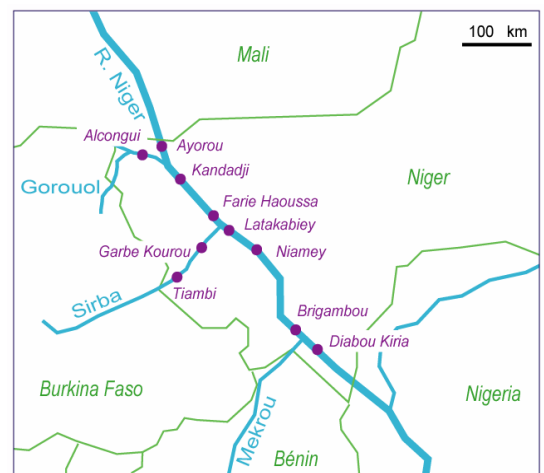 100 km
Mali
R. Niger
Alcongui
Ayorou
Kandadji
Niger
Gorouol
Farie Haoussa
Latakabiey
Garbe Kourou
Niamey
Tiambi
Sirba
Brigambou
Diabou Kiria
Burkina Faso
Nigeria
Mekrou
Bénin